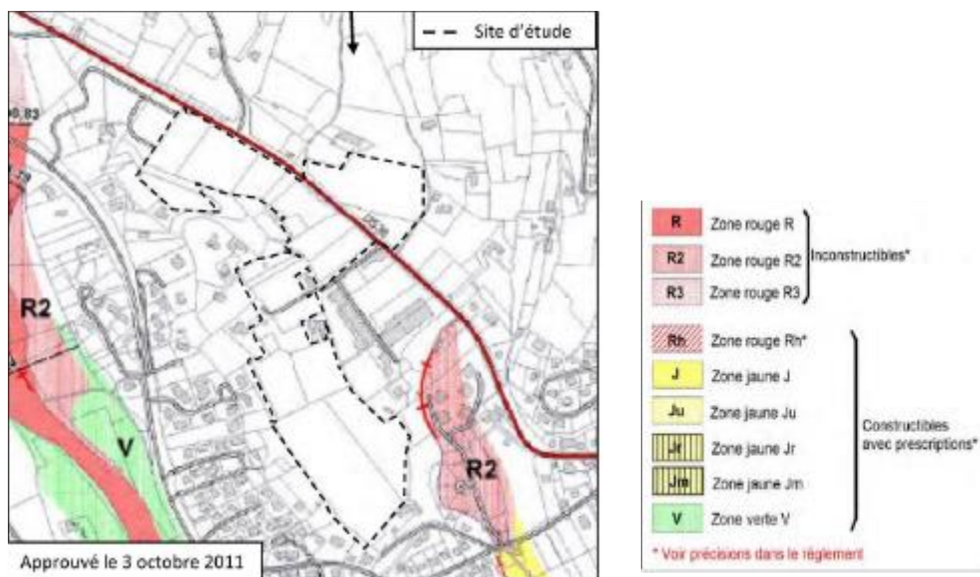 Site d'étude
R2
V
R2
Approuvé le 3 octobre 2011
R Zone rouge R
R2 Zone rouge R2
R3 Zone rouge R3
Inconstructibles*
Rh Zone rouge Rh*
J Zone jaune J
Ju Zone jaune Ju
Jr Zone jaune Jr
Jm Zone jaune Jm
V Zone verte V
Constructibles
avec prescriptions*
* Voir précisions dans le règlement